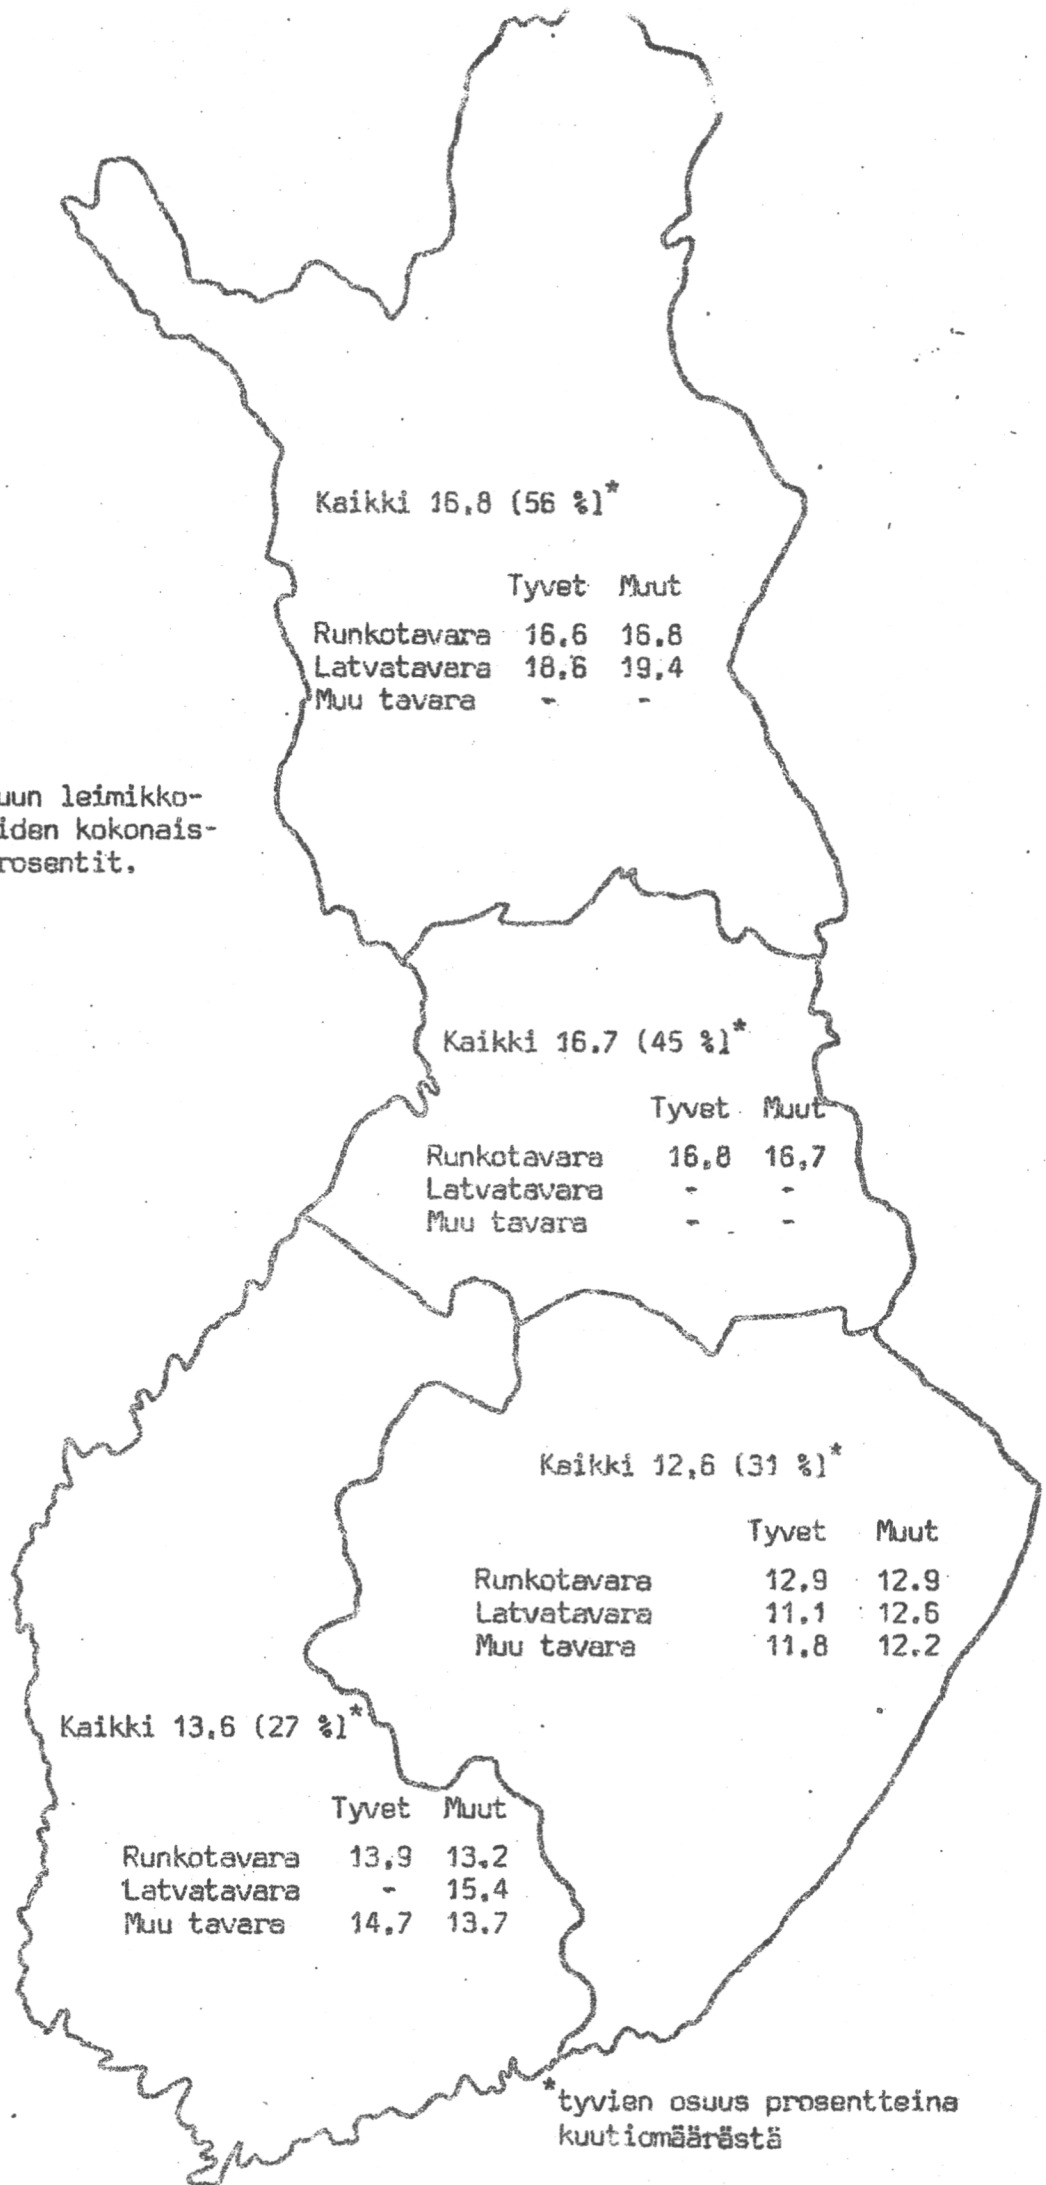 Kaikki 16,8 (56 %)*
Tyvet Muut
Runkotavara 16,6 16.8
Latvatavara 18,6 19,4
Muu tavara - -
uun leimikko-
iden kokonais-
rosentit.
Kaikki 16.7 (45 %)*
Tyvet Muut
Runkotavara 16,8 16,7
Latvatavara - -
Muu tavara - -
Kaikki 12,6 (31 %)*
Tyvet Muut
Runkotavara 12,9 12.9
Latvatavara 11,1 12.6
Muu tavara 11,8 12.2
Kaikki 13,6 (27 %)*
Tyvet Muut
Runkotavara 13,9 13.2
Latvatavara - 15,4
Muu tavara 14,7 13.7
*tyvien osuus prosentteina
kuutiomäärästä